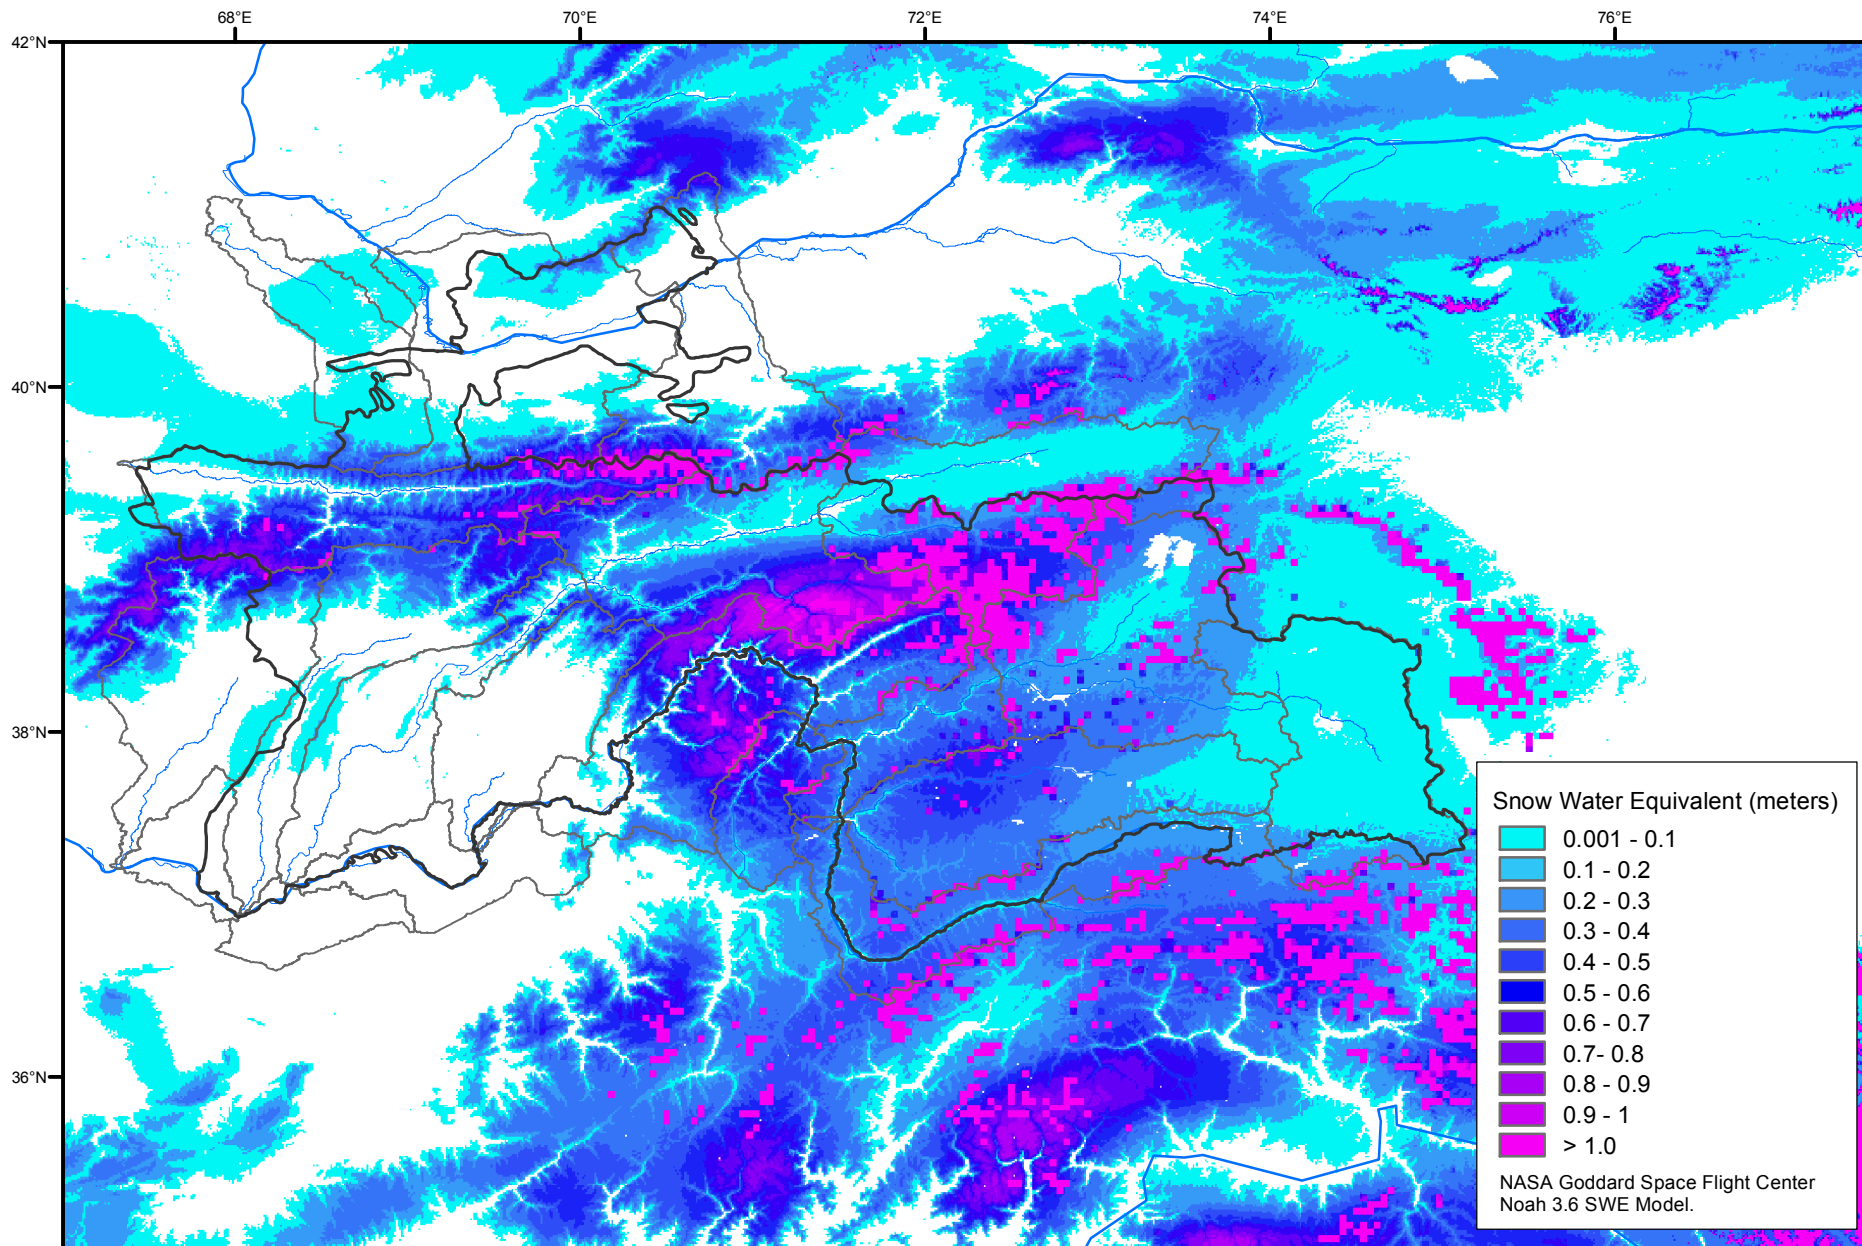 68°E
70°E
72°E
74°E
76°E
42°N
40°N
38°N
36°N
Snow Water Equivalent (meters)
0.001 - 0.1
0.1 - 0.2
0.2 - 0.3
0.3 - 0.4
0.4 - 0.5
0.5 - 0.6
0.6 - 0.7
0.7- 0.8
0.8 - 0.9
0.9 - 1
> 1.0
NASA Goddard Space Flight Center
Noah 3.6 SWE Model.